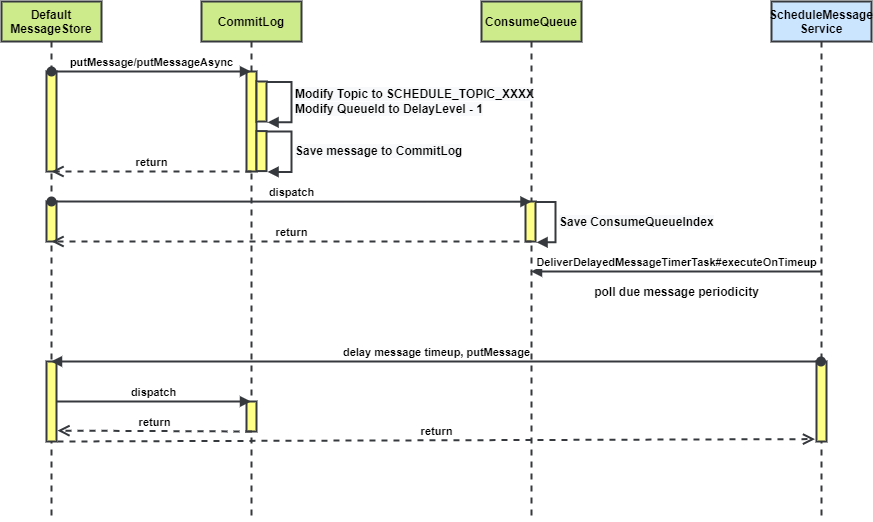 Default
MessageStore
CommitLog
ConsumeQueue
ScheduleMessage
Service
putMessage/putMessageAsync
Modify Topic to SCHEDULE_TOPIC_XXXX
Modify QueueId to DelayLevel - 1
Save message to CommitLog
return
dispatch
Save ConsumeQueueIndex
return
DeliverDelayedMessageTimerTask#executeOnTimeup
poll due message periodicity
delay message timeup, putMessage
dispatch
return
return